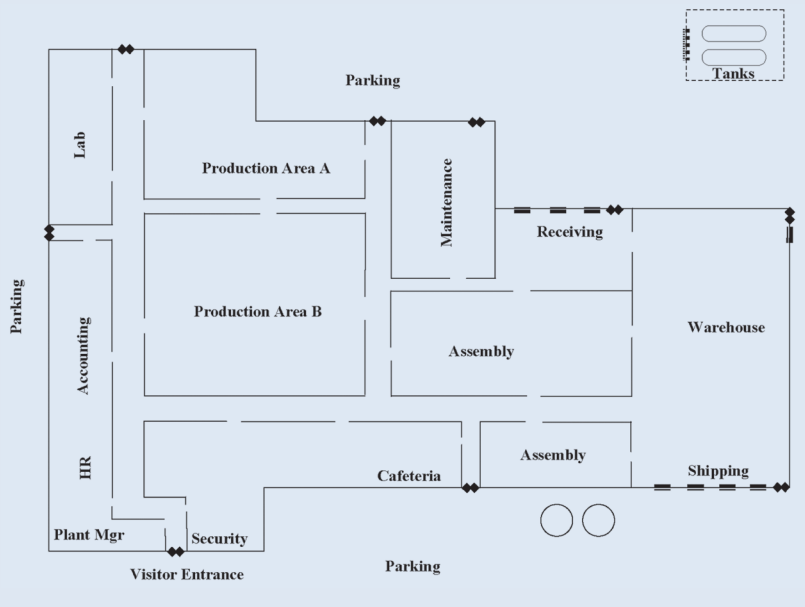 Tanks
Parking
Lab
Production Area A
Maintenance
Receiving
Parking
Production Area B
Warehouse
Accounting
Assembly
HR
Assembly
Cafeteria
Shipping
Plant Mgr
Security
Visitor Entrance
Parking